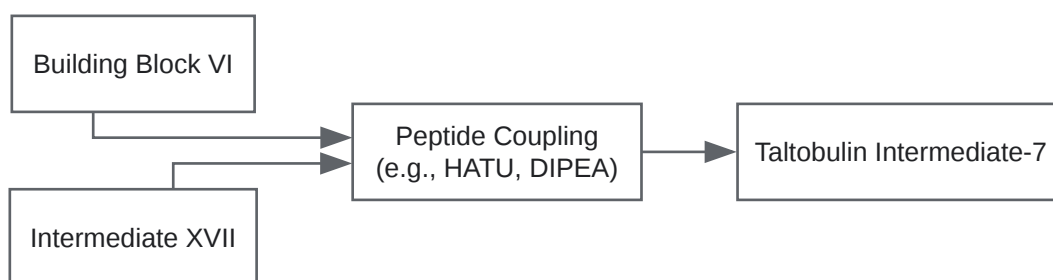 Building Block VI
Peptide Coupling
(e.g., HATU, DIPEA)
Taltobulin Intermediate-7
Intermediate XVII